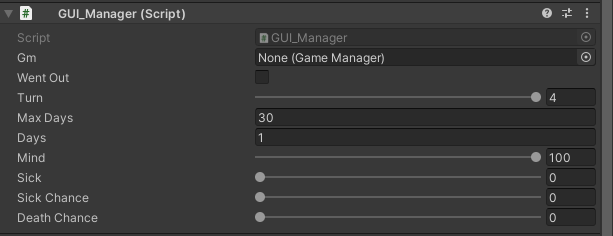 # GUI_Manager (Script)
Script # GUI_Manager
Gm None (Game Manager)
Went Out
Turn 4
Max Days 30
Days 1
Mind 100
Sick 0
Sick Chance 0
Death Chance 0